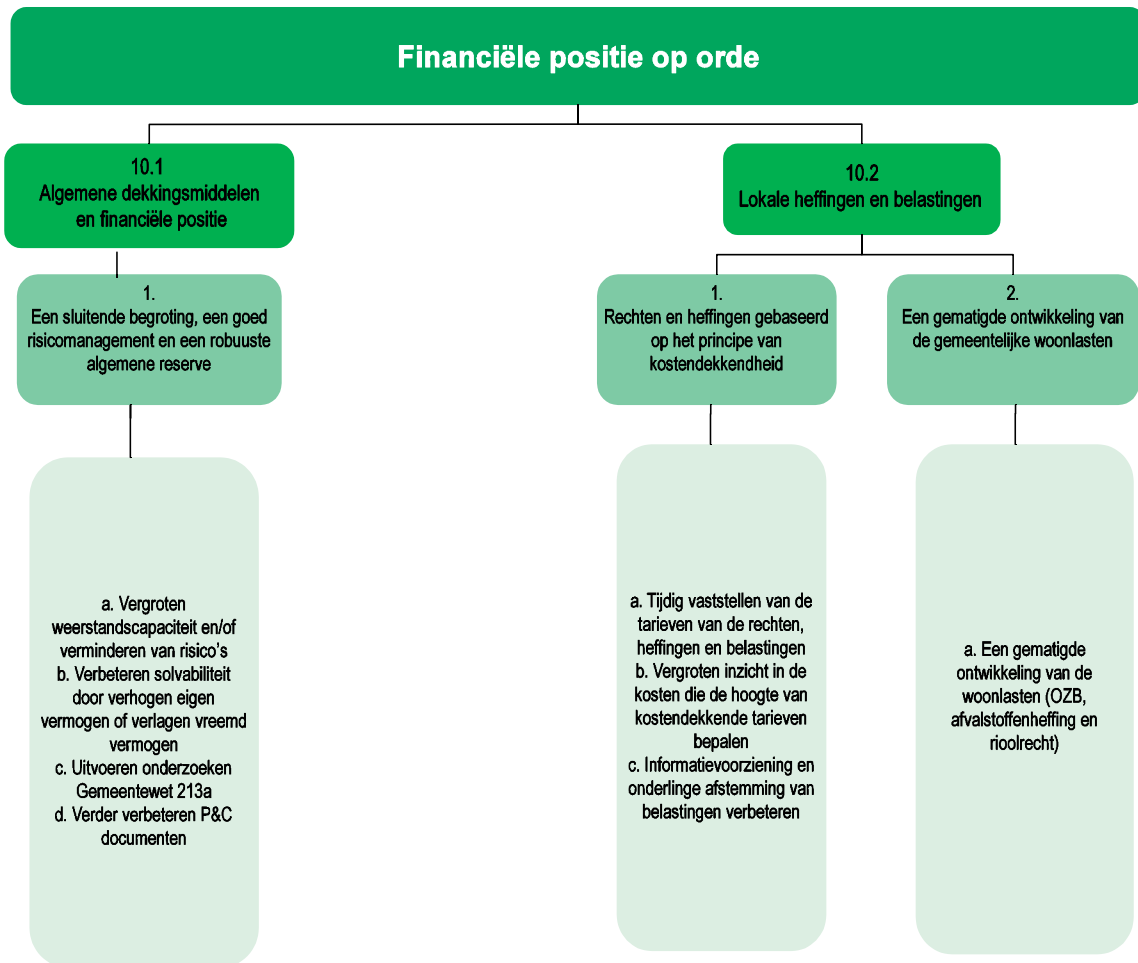 Financiële positie op orde
10.1
Algemene dekkingsmiddelen
en financiële positie
10.2
Lokale heffingen en belastingen
1.
Een sluitende begroting, een goed
risicomanagement en een robuuste
algemene reserve
1.
Rechten en heffingen gebaseerd
op het principe van
kostendekkendheid
2.
Een gematigde ontwikkeling van
de gemeentelijke woonlasten
a. Vergroten
weerstandscapaciteit en/of
verminderen van risico’s
b. Verbeteren solvabiliteit
door verhogen eigen
vermogen of verlagen vreemd
vermogen
c. Uitvoeren onderzoeken
Gemeentewet 213a
d. Verder verbeteren P&C
documenten
a. Tijdig vaststellen van de
tarieven van de rechten,
heffingen en belastingen
b. Vergroten inzicht in de
kosten die de hoogte van
kostendekkende tarieven
bepalen
c. Informatievoorziening en
onderlinge afstemming van
belastingen verbeteren
a. Een gematigde
ontwikkeling van de
woonlasten (OZB,
afvalstoffenheffing en
rioolrecht)